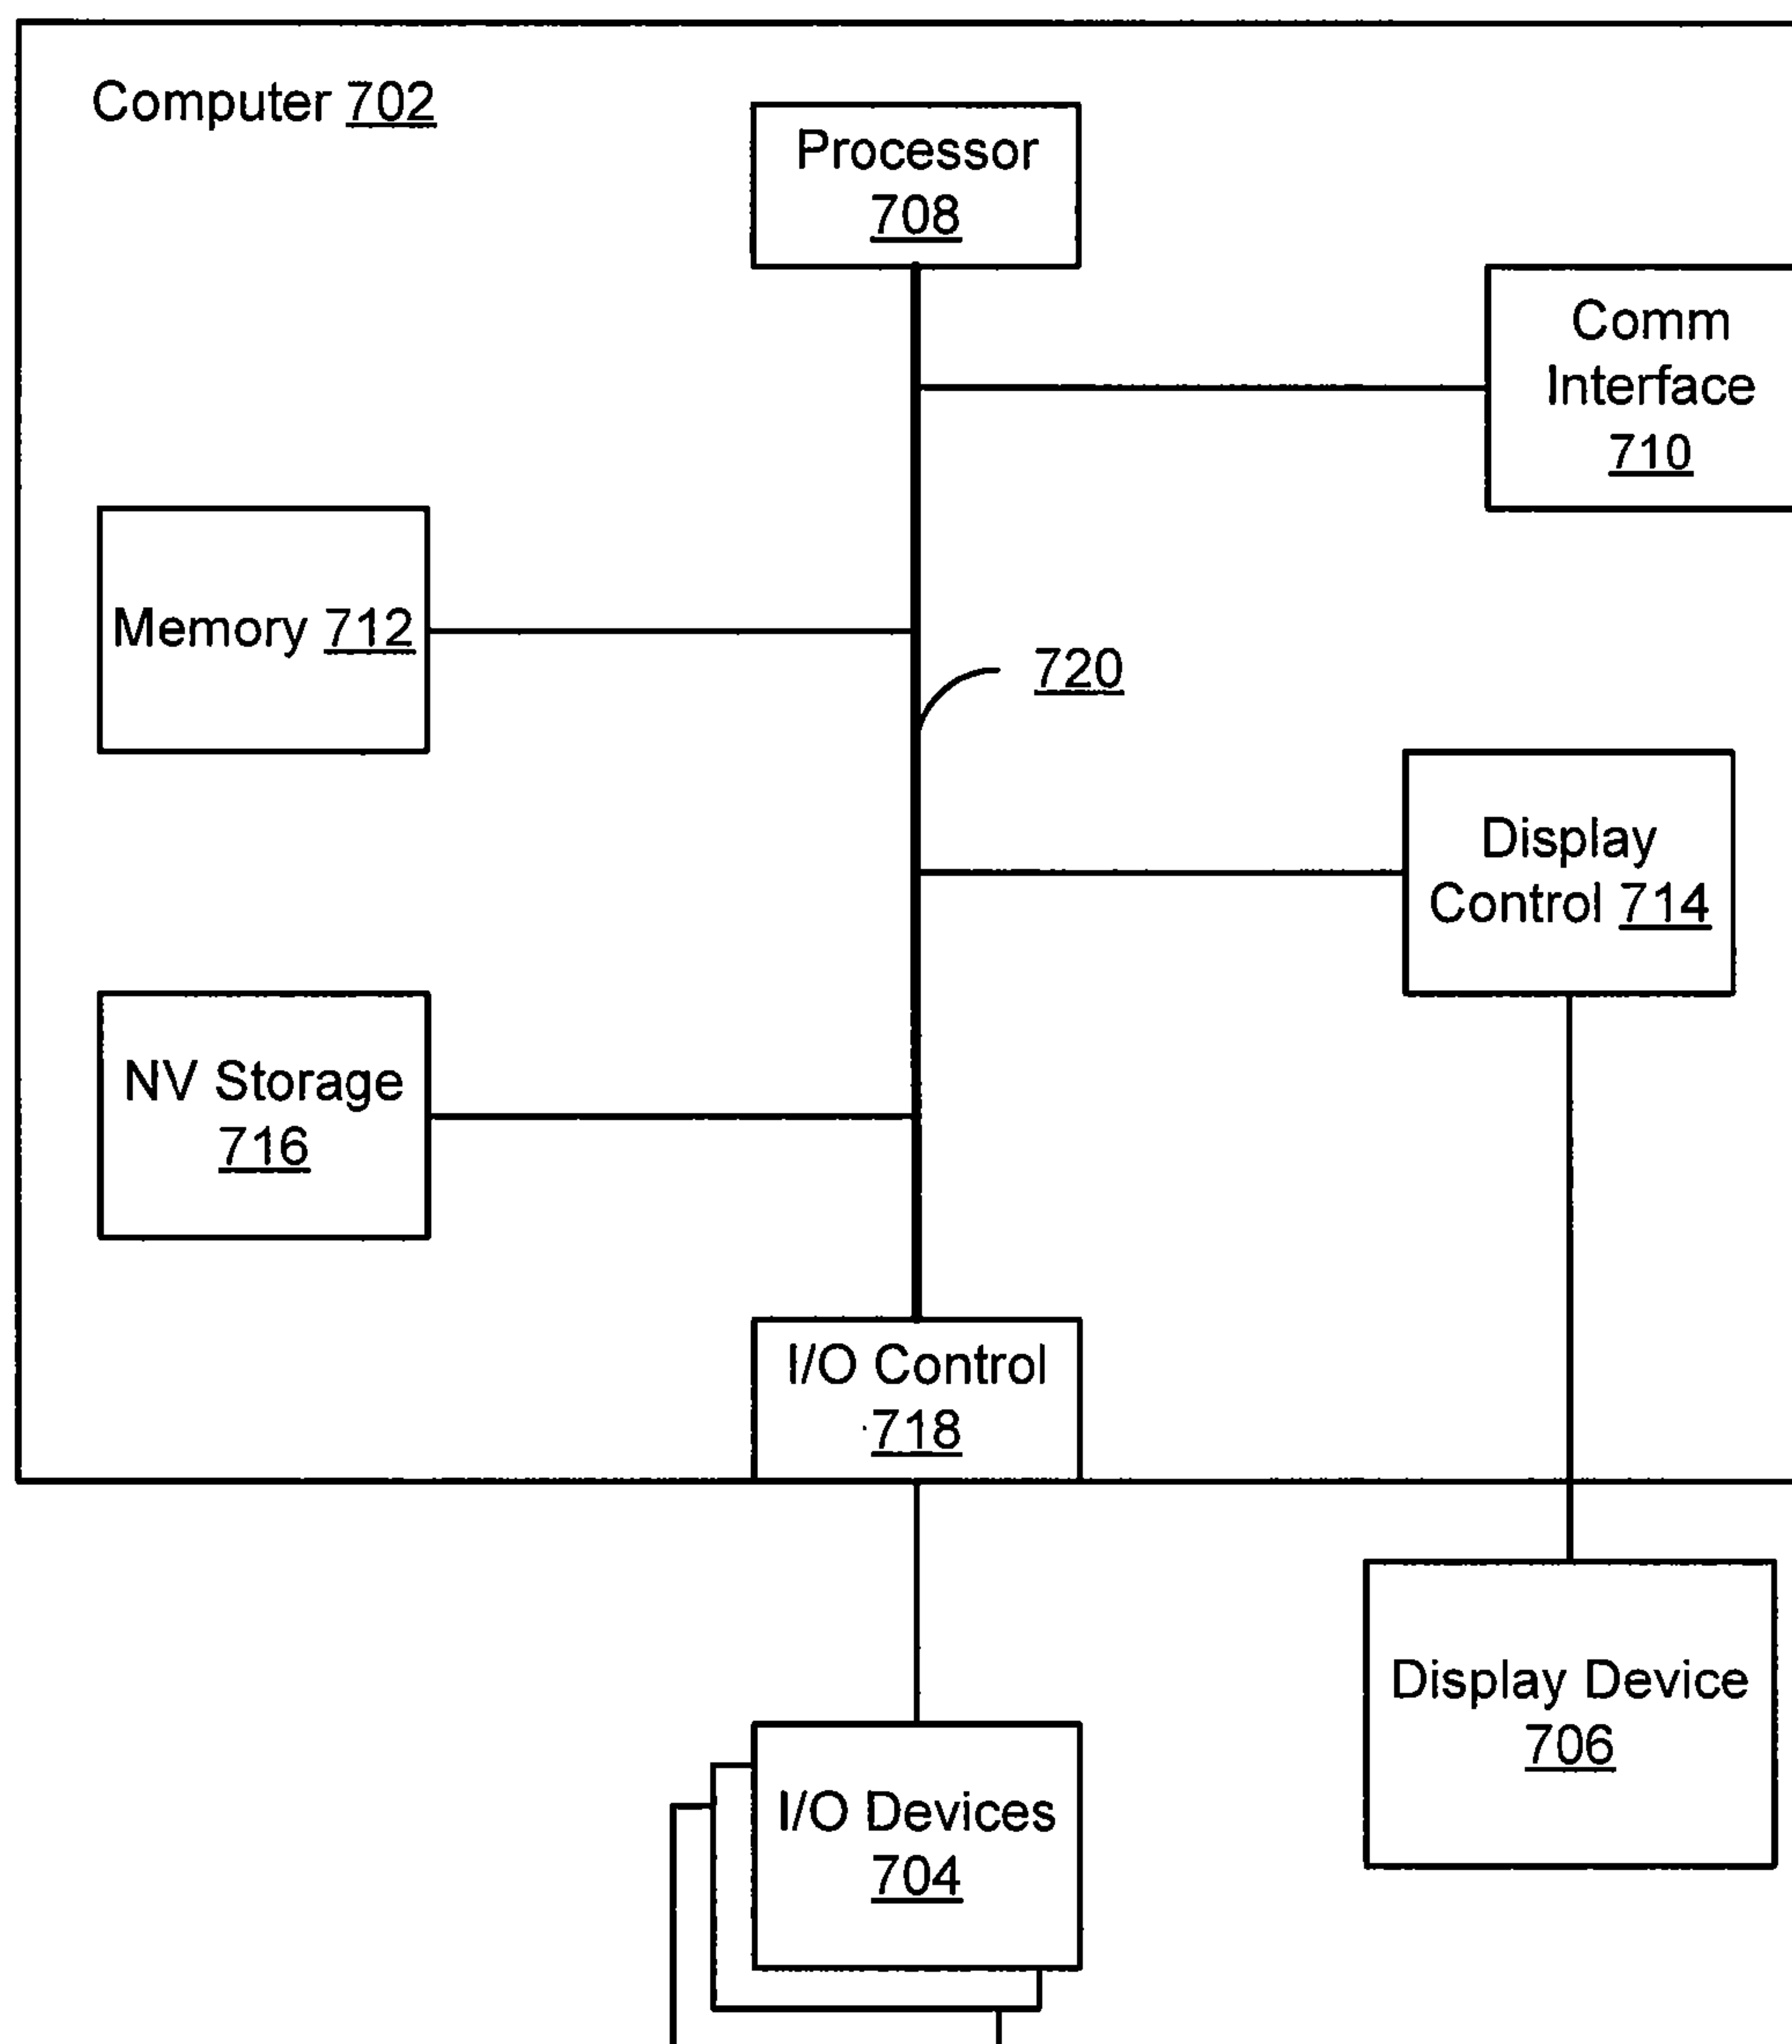 Computer 702
Processor
708
Comm
Interface
710
Memory 712
720
Display
Control 714
NV Storage
716
I/O Control
718
Display Device
706
I/O Devices
704